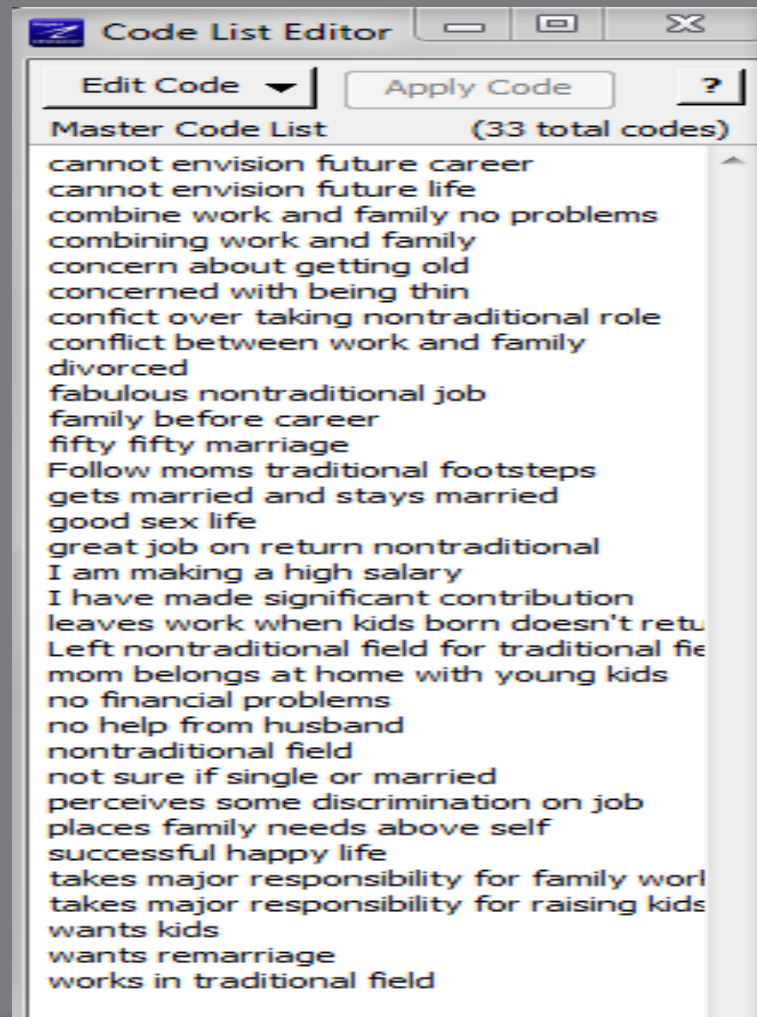 Code List Editor
Edit Code Apply Code ?
Master Code List (33 total codes)
cannot envision future career
cannot envision future life
combine work and family no problems
combining work and family
concern about getting old
concerned with being thin
confict over taking nontraditional role
conflict between work and family
divorced
fabulous nontraditional job
family before career
fifty fifty marriage
Follow moms traditional footsteps
gets married and stays married
good sex life
great job on return nontraditional
I am making a high salary
I have made significant contribution
leaves work when kids born doesn't retu
Left nontraditional field for traditional fie
mom belongs at home with young kids
no financial problems
no help from husband
nontraditional field
not sure if single or married
perceives some discrimination on job
places family needs above self
successful happy life
takes major responsibility for family worl
takes major responsibility for raising kids
wants kids
wants remarriage
works in traditional field